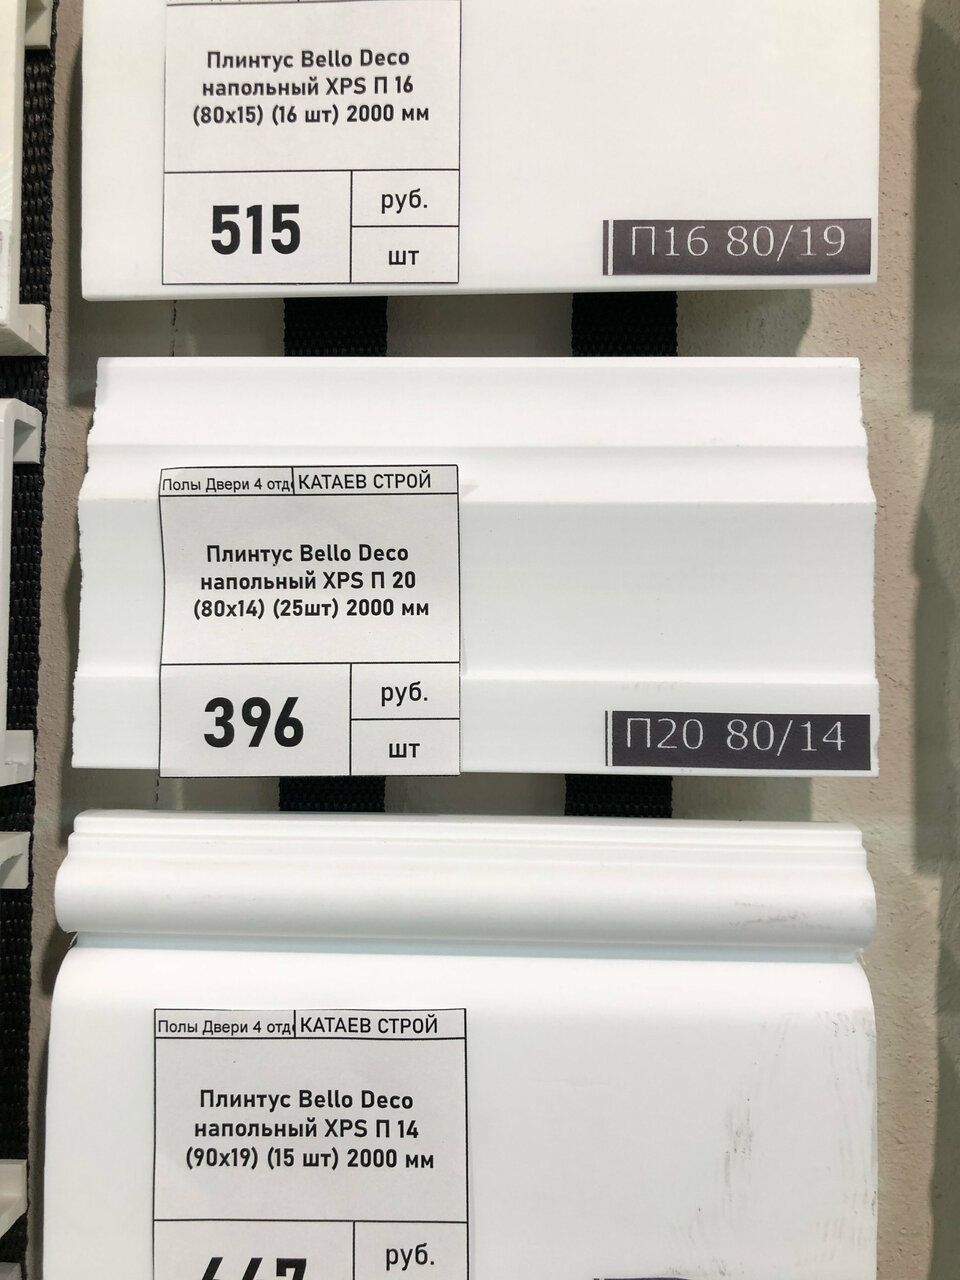 Плинтус Bello Deco
напольный XPS П 16
(80х15) (16 шт) 2000 мм
515
руб.
шт
П16 80/19
Полы Двери 4 отд
КАТАЕВ СТРОЙ
Плинтус Bello Deco
напольный XPS П 20
(80х14) (25шт) 2000 мм
396
руб.
шт
П20 80/14
Полы Двери 4 отд
КАТАЕВ СТРОЙ
Плинтус Bello Deco
напольный XPS П 14
(90х19) (15 шт) 2000 мм
руб.